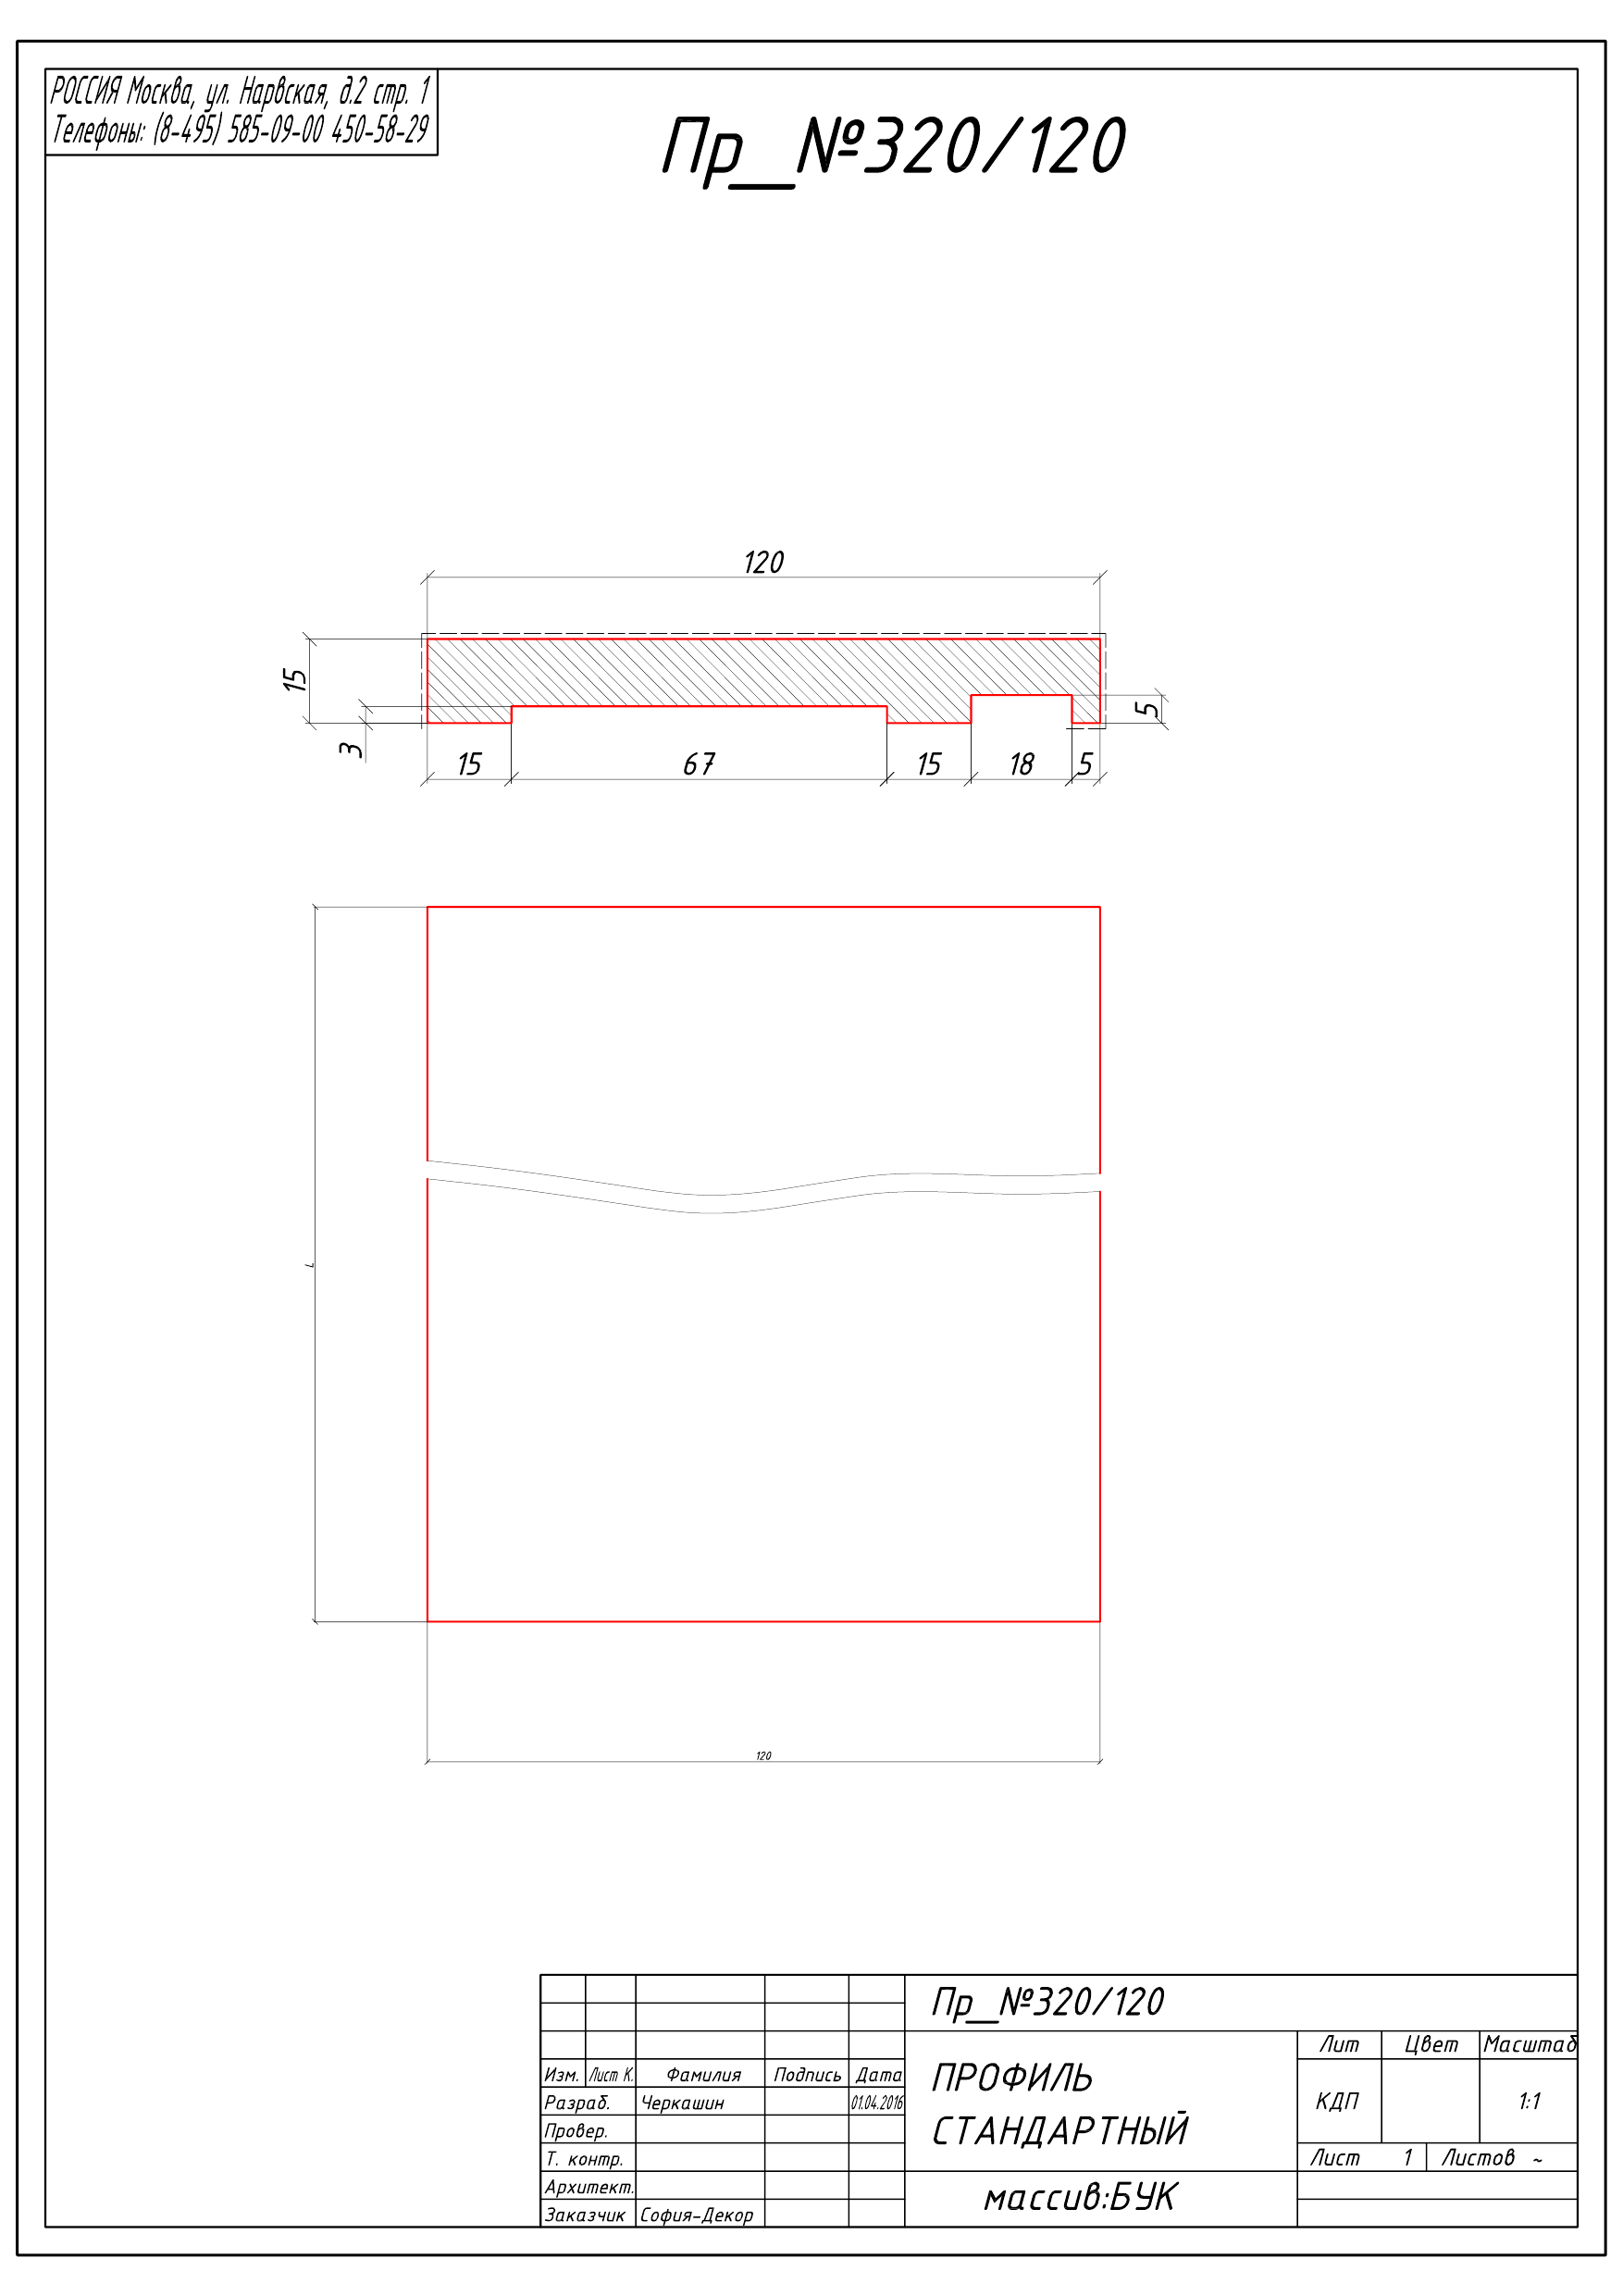 РОССИЯ Москва, ул. Нарвская, д.2 стр. 1
Телефоны: (8-495) 585-09-00 450-58-29
Пр__№320/120
120
15
3
5
15 67 15 18 5
L
120
Пр__№320/120
Лит Цвет Масштаб
Изм. Лист К. Фамилия Подпись Дата
ПРОФИЛЬ
СТАНДАРТНЫЙ
Разраб. Черкашин 01.04.2016
КДП 1:1
Провер.
Т. контр.
Лист 1 Листов ~
Архитект.
массив:БУК
Заказчик София-Декор